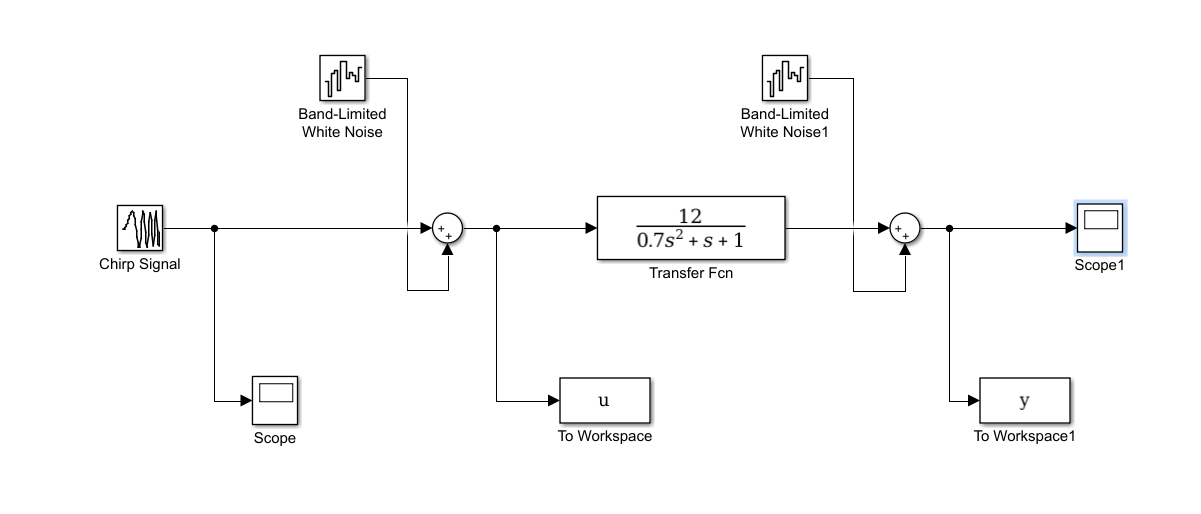 Band-Limited
White Noise
Band-Limited
White Noise1
Chirp Signal
+
+
12
0.7s² + s + 1
Transfer Fcn
+
+
Scope1
Scope
u
To Workspace
y
To Workspace1